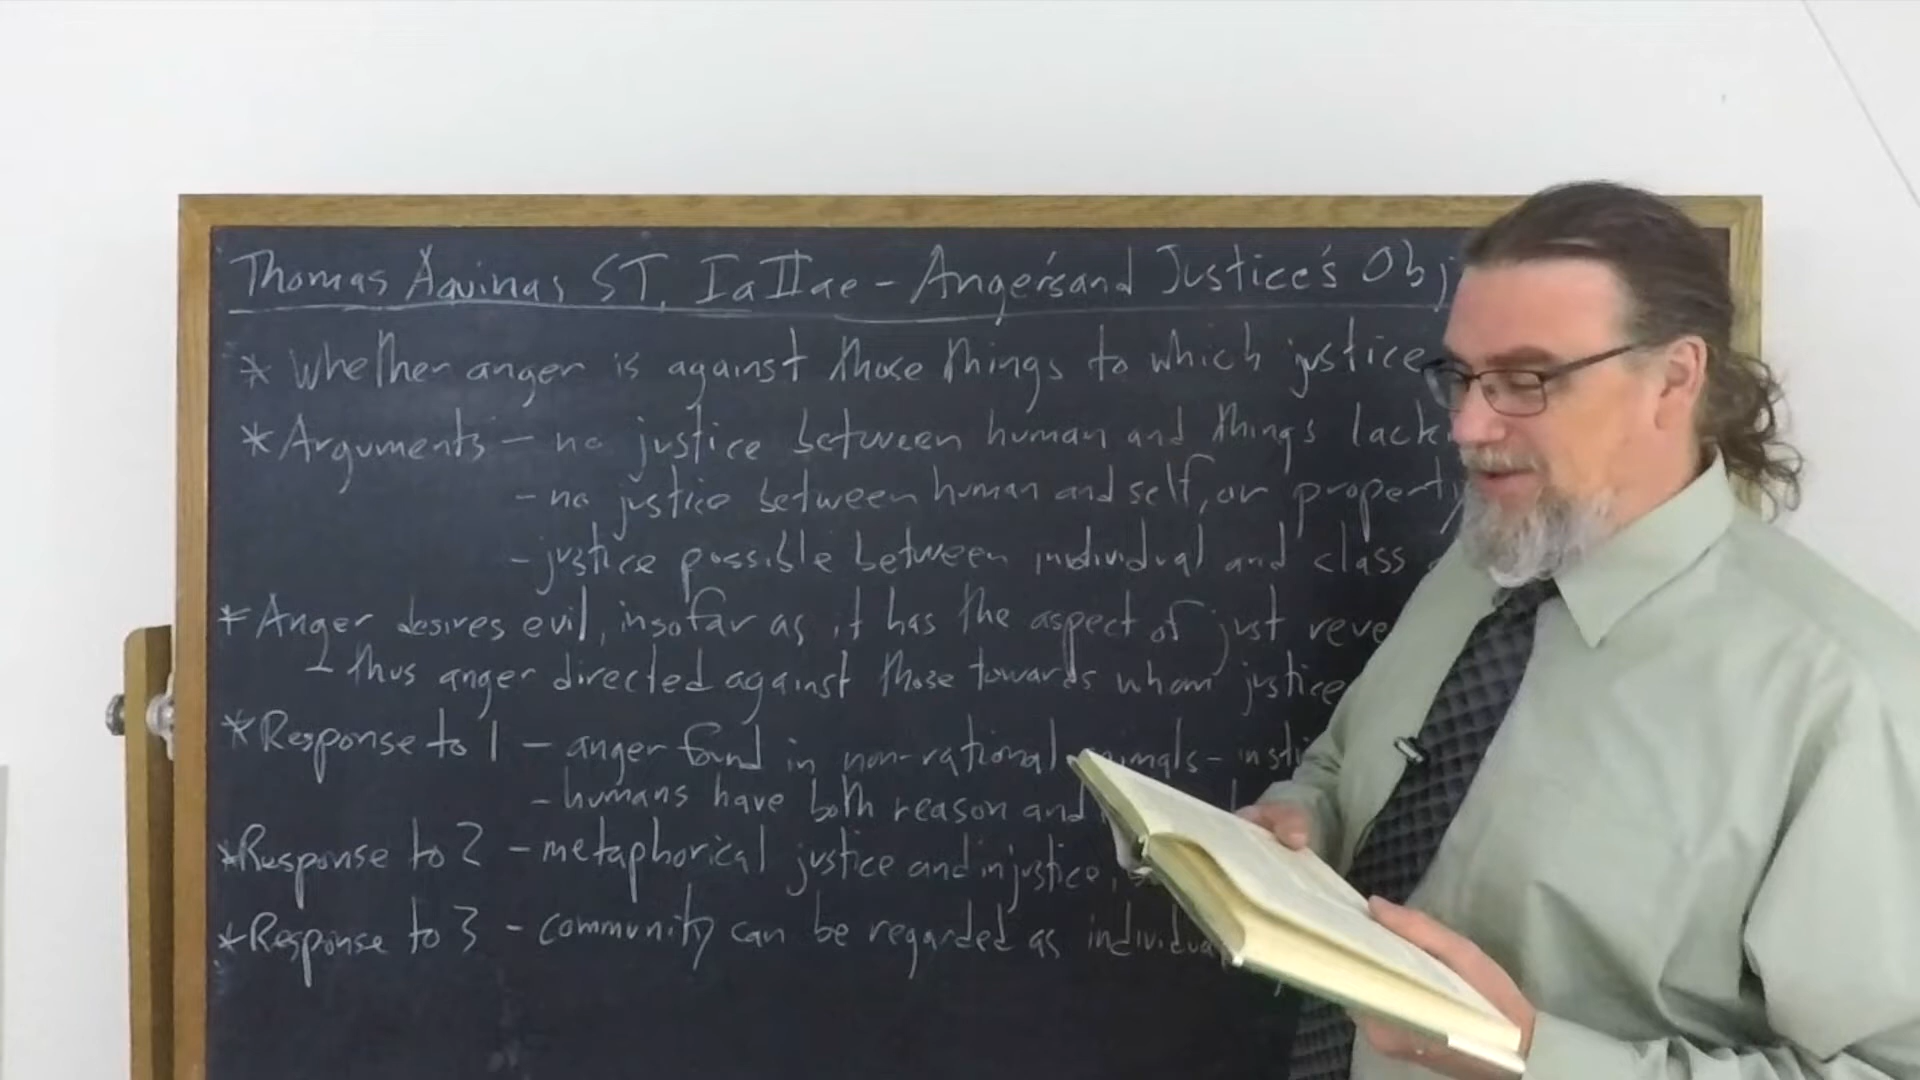 Thomas Aquinas ST, IaIIae - Anger's and Justice's Obj
* Whether anger is against those things to which justice
* Arguments - no justice between human and things lack
- no justice between human and self, or property
- justice possible between individual and class
* Anger desires evil, insofar as it has the aspect of just reve
- thus anger directed against those towards whom justice
* Response to 1 - anger found in non-rational animals - insti
- humans have both reason and
* Response to 2 - metaphorical justice and injustice,
* Response to 3 - community can be regarded as individual